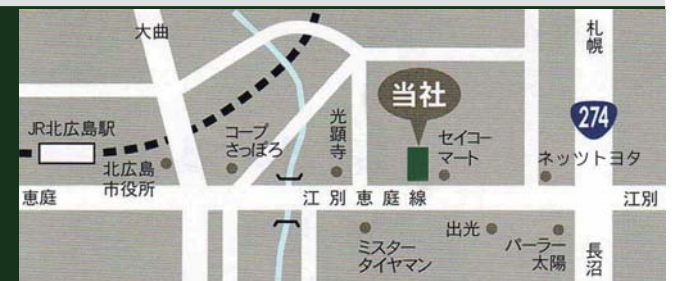 大曲
札幌
当社
274
JR北広島駅
コープ
さっぽろ
光顕寺
セイコー
マート
ネッツトヨタ
北広島
市役所
恵庭
江別恵庭線
江別
ミスター
タイヤマン
出光
パーラー
太陽
長沼